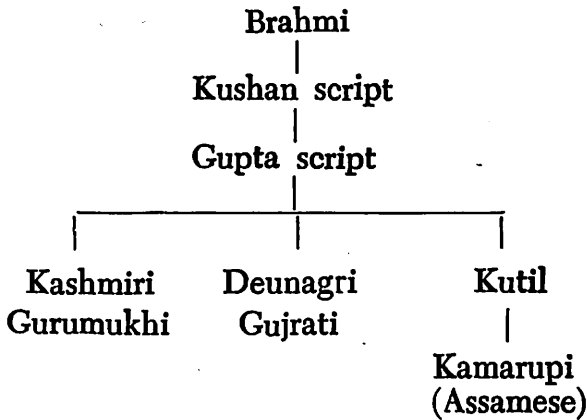 Brahmi
Kushan script
Gupta script
Kashmiri Deunagri Kutil
Gurumukhi Gujrati
Kamarupi
(Assamese)